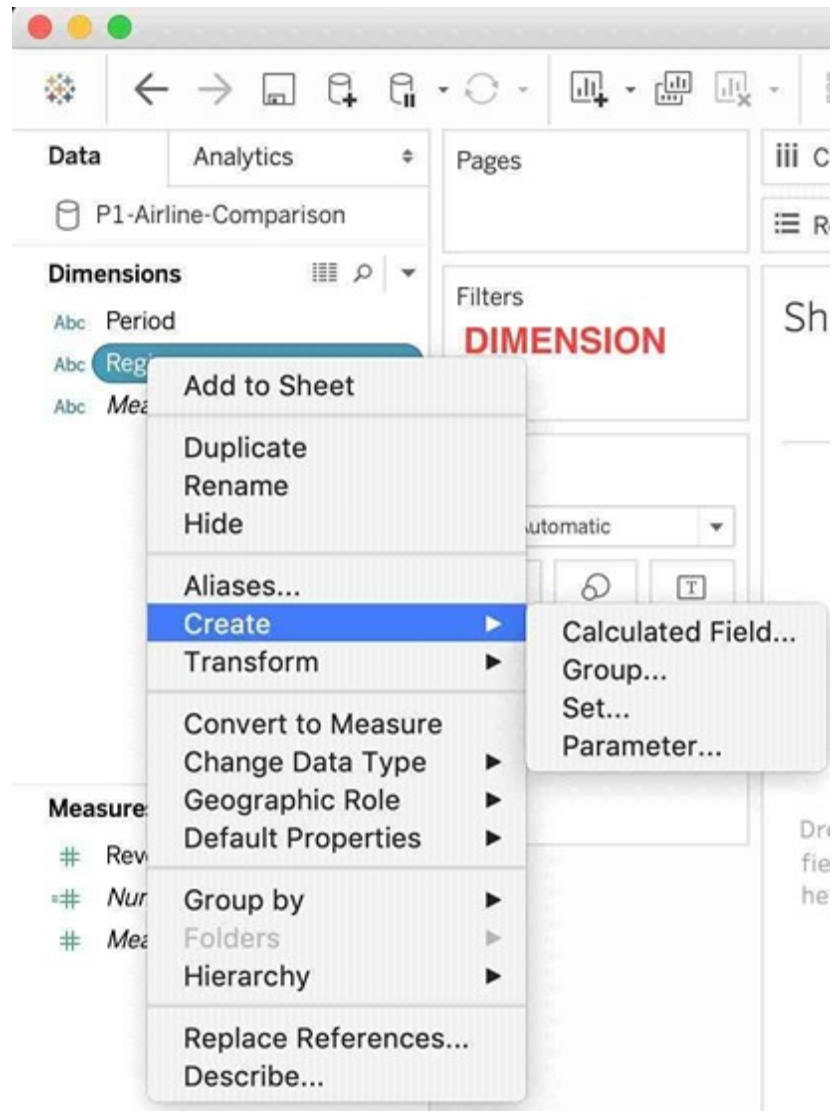 Data Analytics
P1-Airline-Comparison
Dimensions
Abc Period
Abc
Abc
Pages
Filters
DIMENSION
Automatic
T
Add to Sheet
Duplicate
Rename
Hide
Aliases...
Create
Transform
Convert to Measure
Change Data Type
Geographic Role
Default Properties
Group by
Folders
Hierarchy
Replace References...
Describe...
Calculated Field...
Group...
Set...
Parameter...